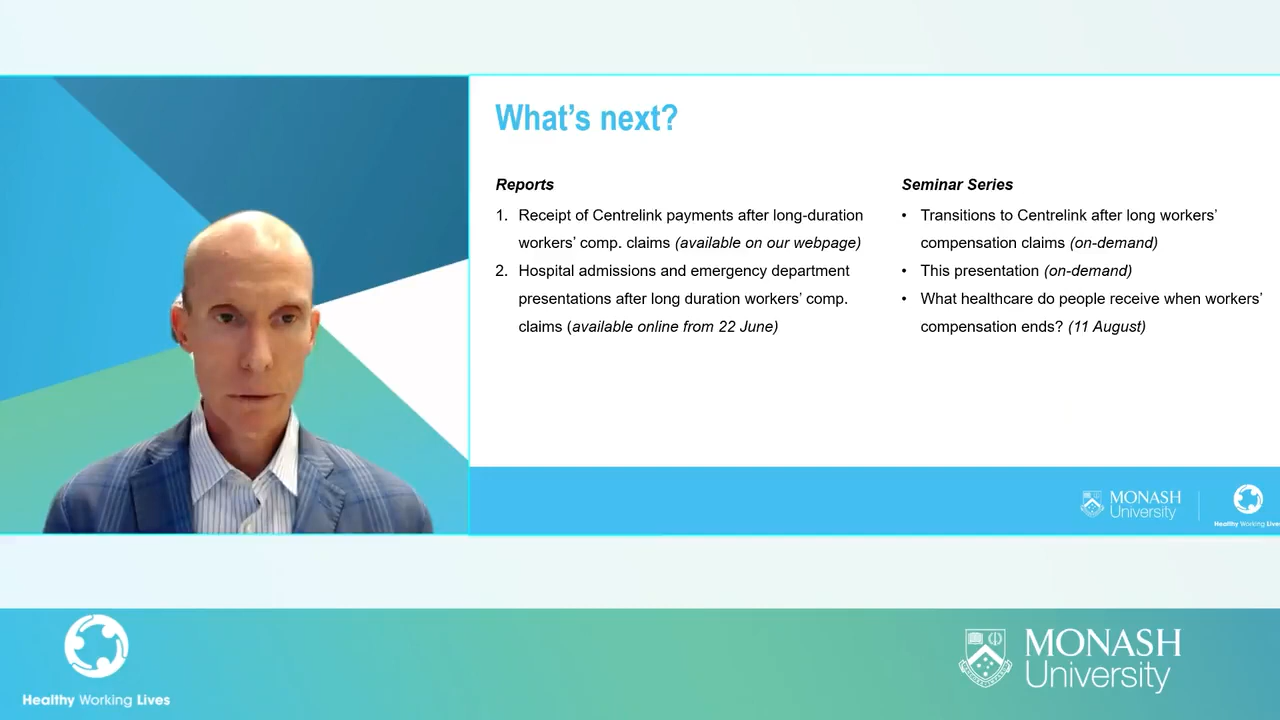 What's next?
Reports
1. Receipt of Centrelink payments after long-duration
workers' comp. claims (available on our webpage)
2. Hospital admissions and emergency department
presentations after long duration workers' comp.
claims (available online from 22 June)
Seminar Series
• Transitions to Centrelink after long workers'
compensation claims (on-demand)
• This presentation (on-demand)
• What healthcare do people receive when workers'
compensation ends? (11 August)
MONASH
University
Healthy Working Lives
Healthy Working Lives
MONASH
University